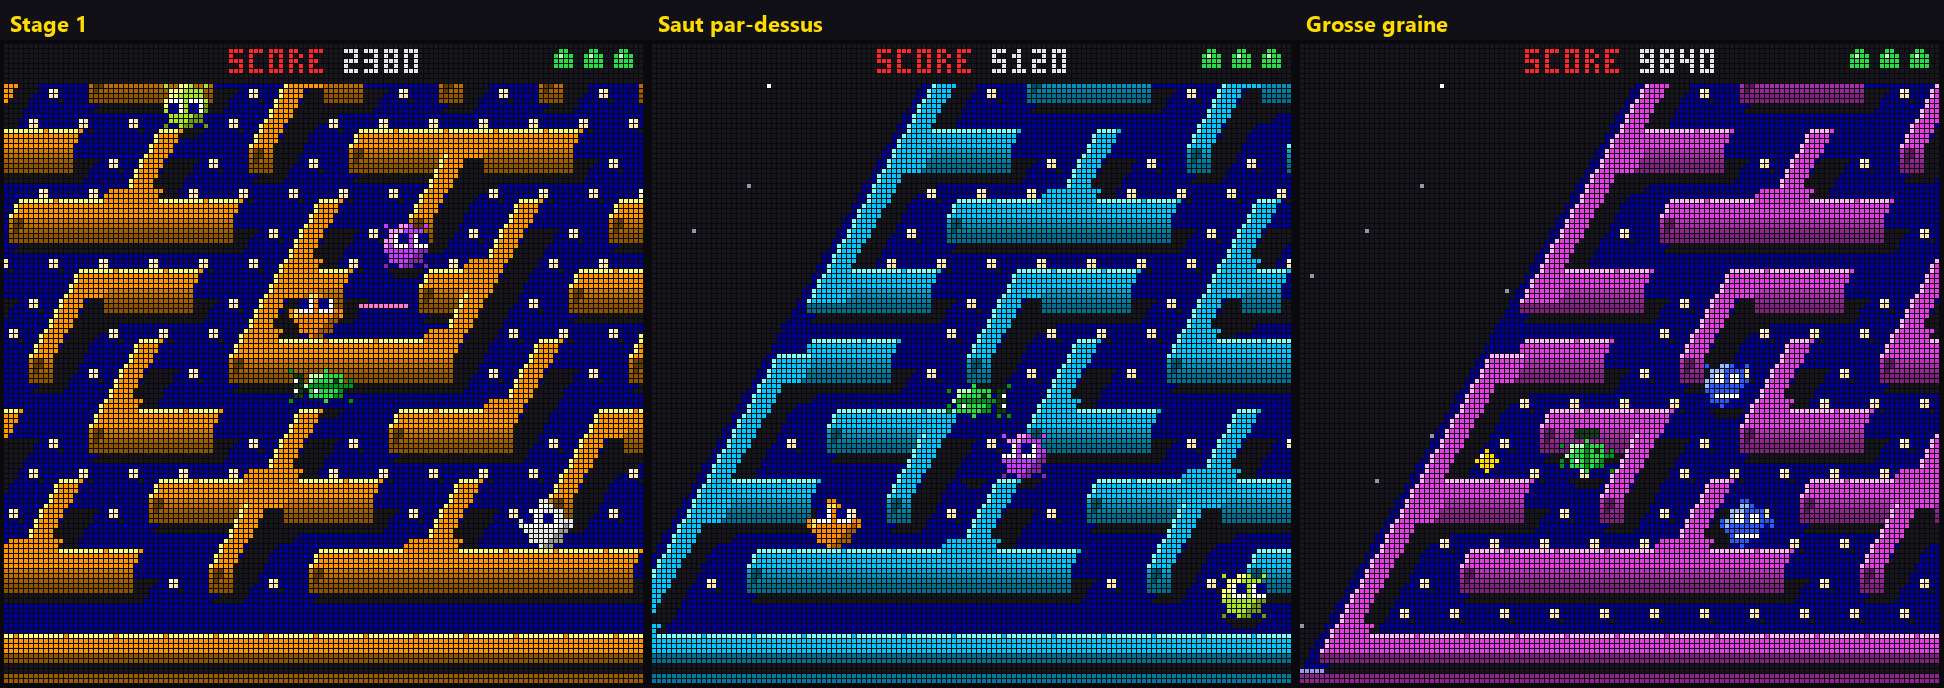 Stage 1
SCORE 2380
Saut par-dessus
SCORE 5120
Grosse graine
SCORE 9840